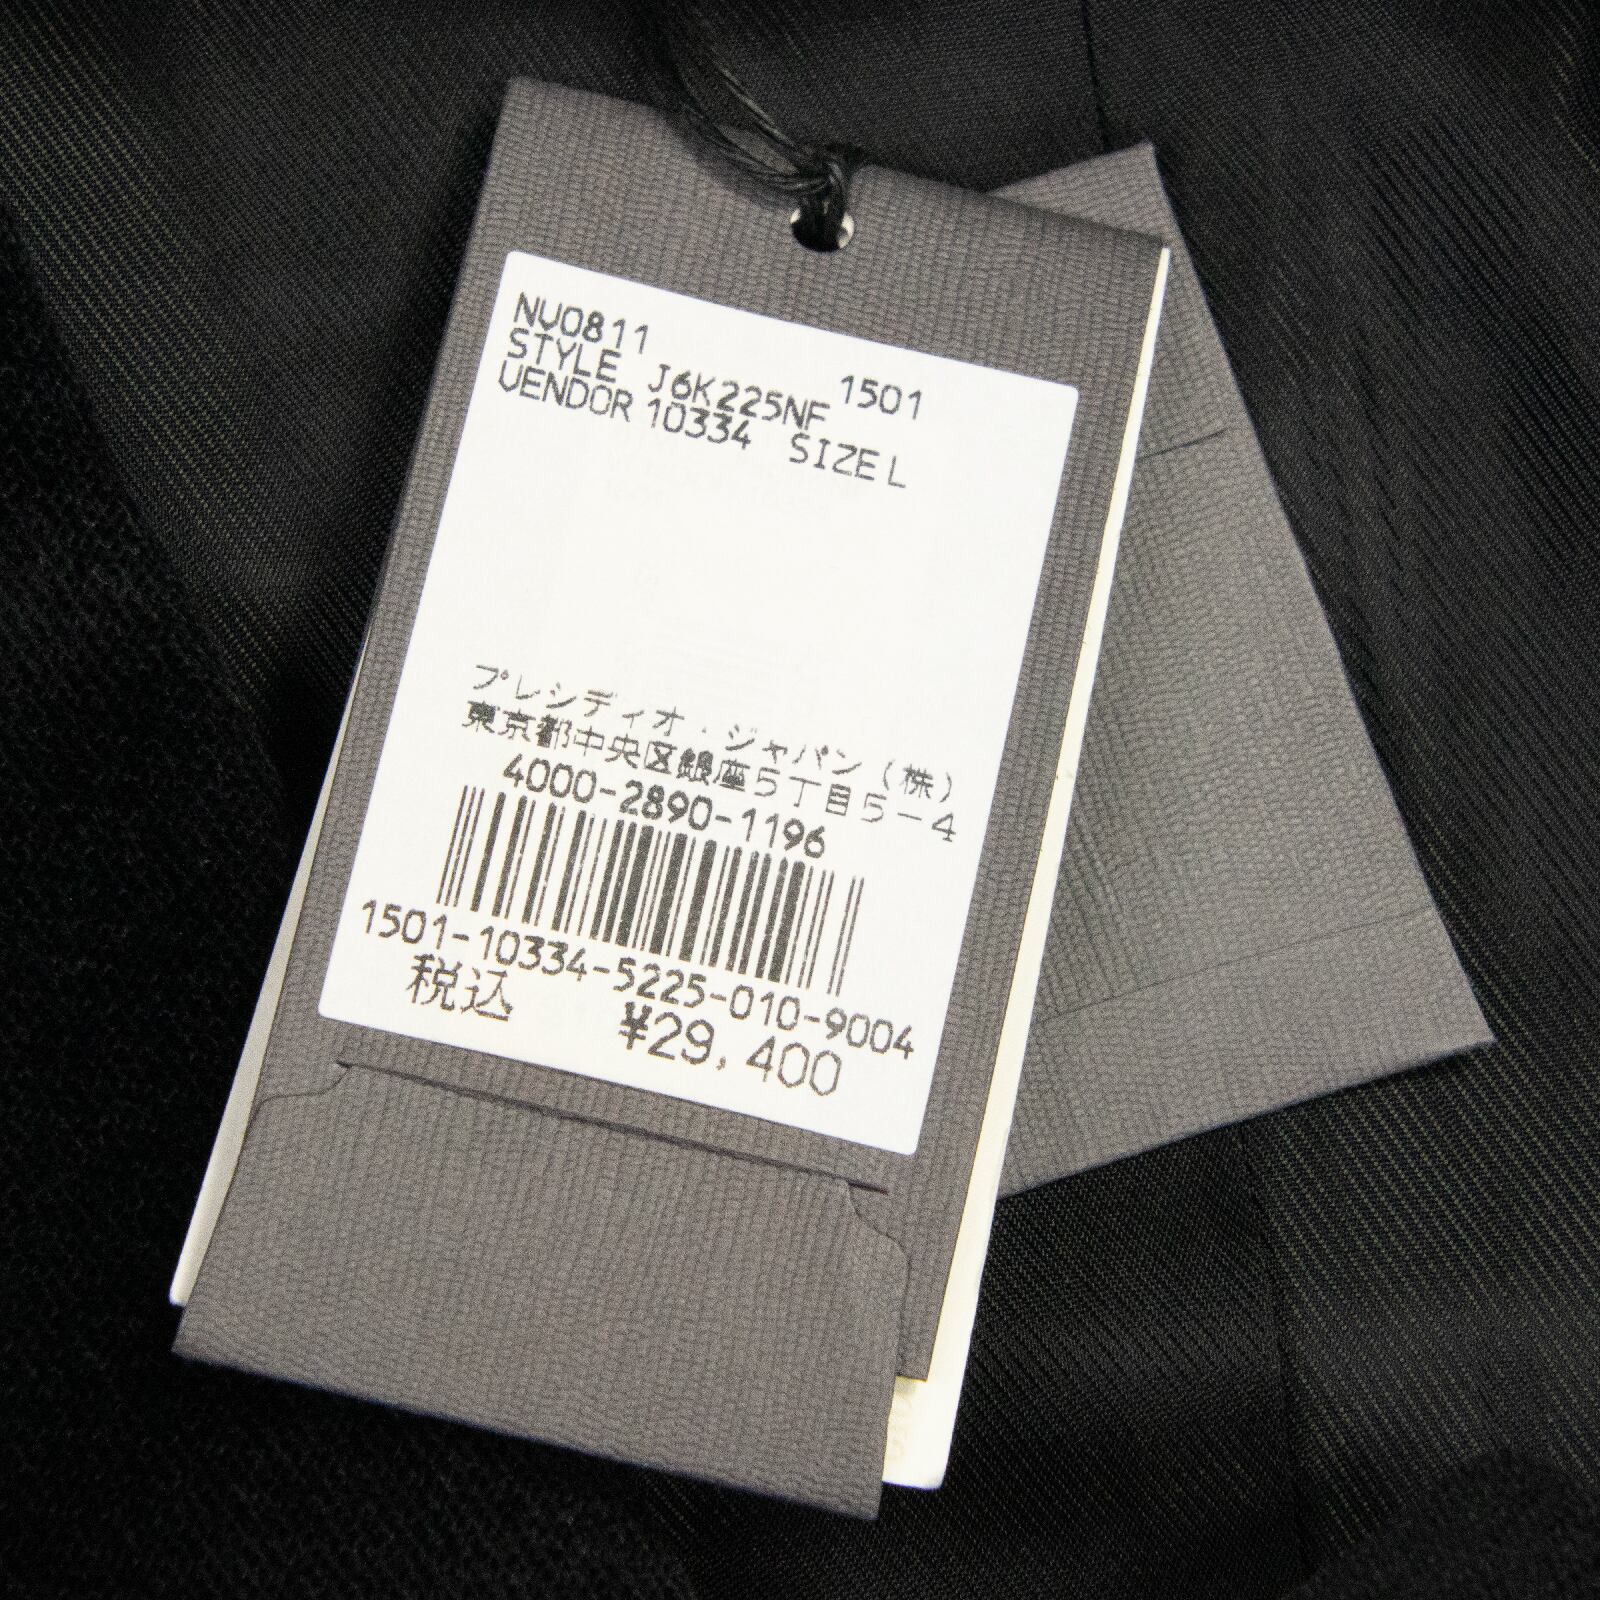 NV0811
1501
STYLE J6K225NF
VENDOR 10334 SIZE L
プレシディオ.ジャパン(株)
東京都中央区銀座5丁目5-4
4000-2890-1196
1501-10334-5225-010-9004
税込 ¥29,400